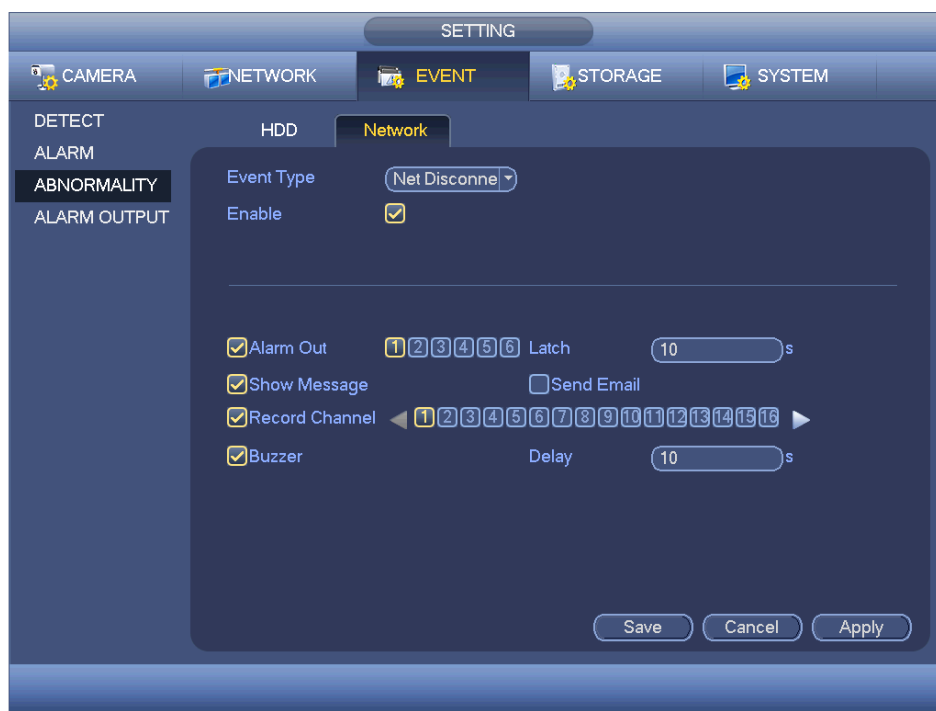 SETTING
CAMERA NETWORK EVENT STORAGE SYSTEM
DETECT
ALARM
ABNORMALITY
ALARM OUTPUT
HDD Network
Event Type Net Disconne
Enable
Alarm Out 1 2 3 4 5 6 Latch 10 s
Show Message Send Email
Record Channel 1 2 3 4 5 6 7 8 9 10 11 12 13 14 15 16
Buzzer Delay 10 s
Save Cancel Apply